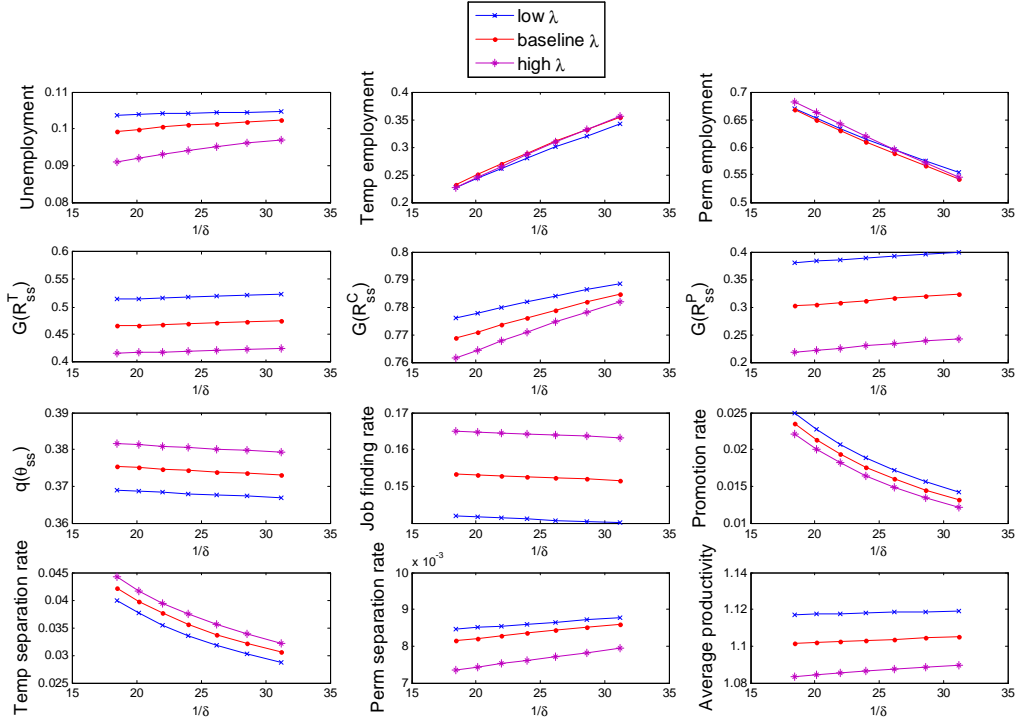 low λ
baseline λ
high λ
Unemployment
0.11
0.1
0.09
0.08
15 20 25 30 35
1/δ
Temp employment
0.4
0.35
0.3
0.25
0.2
15 20 25 30 35
1/δ
Perm employment
0.7
0.65
0.6
0.55
0.5
15 20 25 30 35
1/δ
G(R^T_ss)
0.6
0.55
0.5
0.45
0.4
15 20 25 30 35
1/δ
G(R^C_ss)
0.8
0.79
0.78
0.77
0.76
15 20 25 30 35
1/δ
G(R^P_ss)
0.4
0.35
0.3
0.25
0.2
15 20 25 30 35
1/δ
q(θ_ss)
0.39
0.38
0.37
0.36
15 20 25 30 35
1/δ
Job finding rate
0.17
0.16
0.15
15 20 25 30 35
1/δ
Promotion rate
0.025
0.02
0.015
0.01
15 20 25 30 35
1/δ
Temp separation rate
0.045
0.04
0.035
0.03
0.025
15 20 25 30 35
1/δ
Perm separation rate
x 10^-3
10
9
8
7
15 20 25 30 35
1/δ
Average productivity
1.14
1.12
1.1
1.08
15 20 25 30 35
1/δ